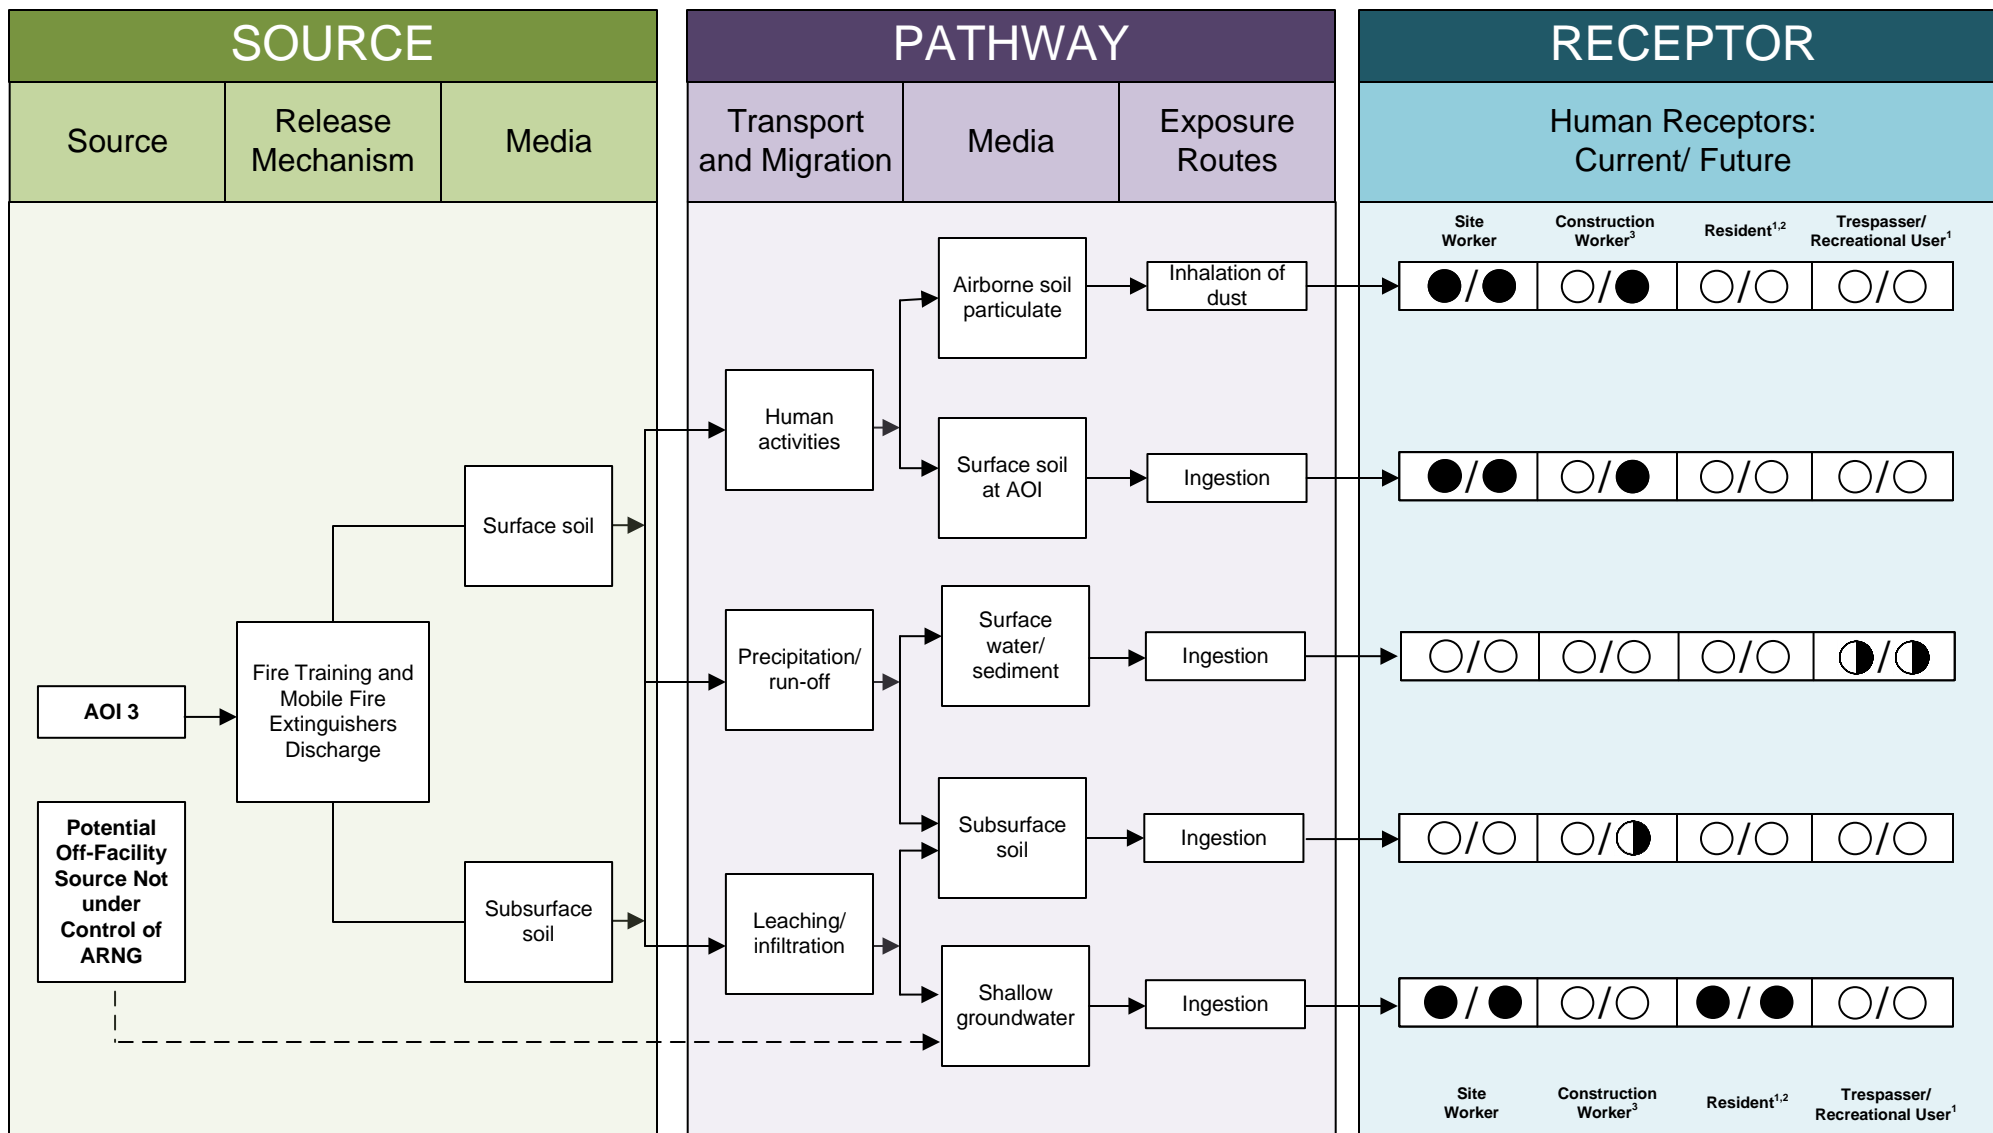 SOURCE
PATHWAY
RECEPTOR
Source
Release
Mechanism
Media
Transport
and Migration
Media
Exposure
Routes
Human Receptors:
Current/ Future
Site
Worker
Construction
Worker³
Resident¹,²
Trespasser/
Recreational User¹
Airborne soil
particulate
Inhalation of
dust
Human
activities
Surface soil
at AOI
Ingestion
Surface soil
Precipitation/
run-off
Surface
water/
sediment
Ingestion
AOI 3
Fire Training and
Mobile Fire
Extinguishers
Discharge
Potential
Off-Facility
Source Not
under
Control of
ARNG
Subsurface
soil
Subsurface
soil
Ingestion
Leaching/
infiltration
Shallow
groundwater
Ingestion
Site
Worker
Construction
Worker³
Resident¹,²
Trespasser/
Recreational User¹